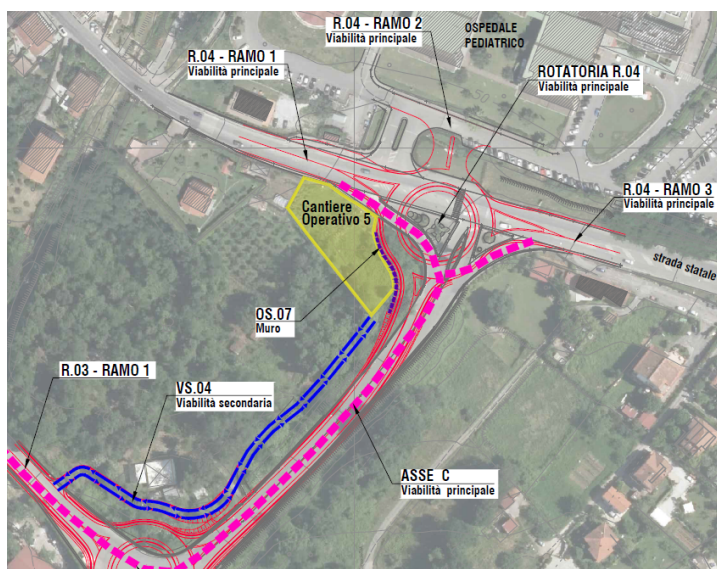 R.04 - RAMO 2
Viabilità principale
OSPEDALE
PEDIATRICO
R.04 - RAMO 1
Viabilità principale
ROTATORIA R.04
Viabilità principale
R.04 - RAMO 3
Viabilità principale
Cantiere
Operativo 5
strada statale
OS.07
Muro
R.03 - RAMO 1
VS.04
Viabilità secondaria
ASSE C
Viabilità principale